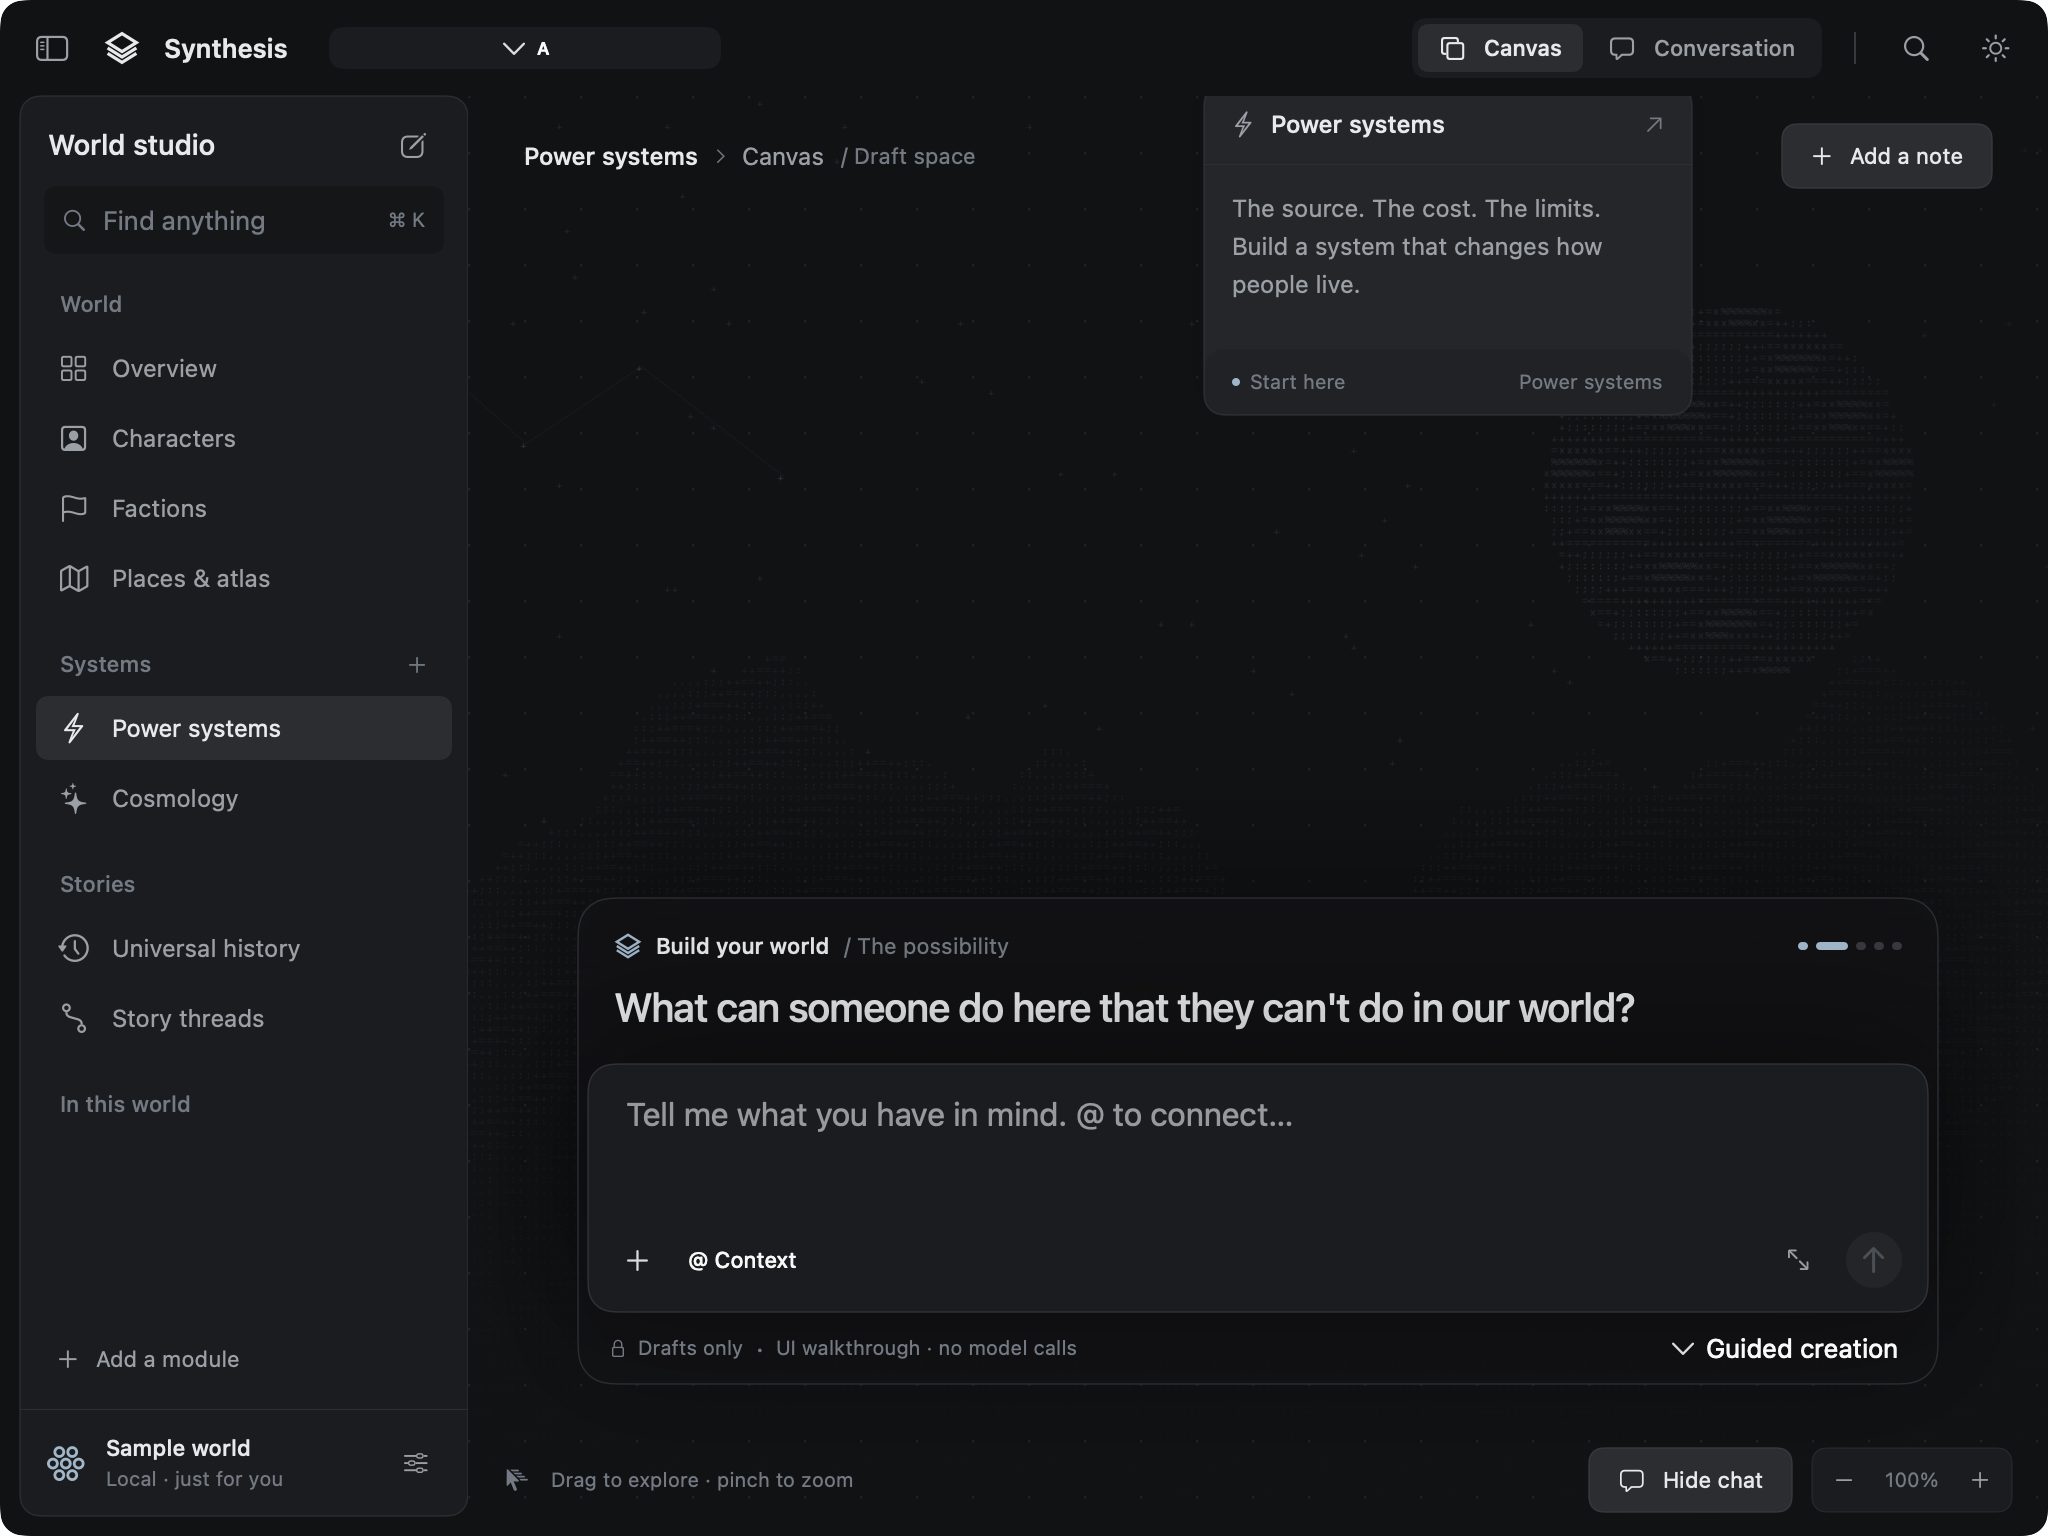 Synthesis
A
Canvas
Conversation
World studio
Find anything
⌘ K
World
Overview
Characters
Factions
Places & atlas
Systems
Power systems
Cosmology
Stories
Universal history
Story threads
In this world
Add a module
Sample world
Local · just for you
Power systems > Canvas / Draft space
Power systems
The source. The cost. The limits.
Build a system that changes how
people live.
Start here
Power systems
Add a note
Build your world / The possibility
What can someone do here that they can't do in our world?
Tell me what you have in mind. @ to connect...
@ Context
Drafts only · UI walkthrough · no model calls
Guided creation
Drag to explore · pinch to zoom
Hide chat
100%